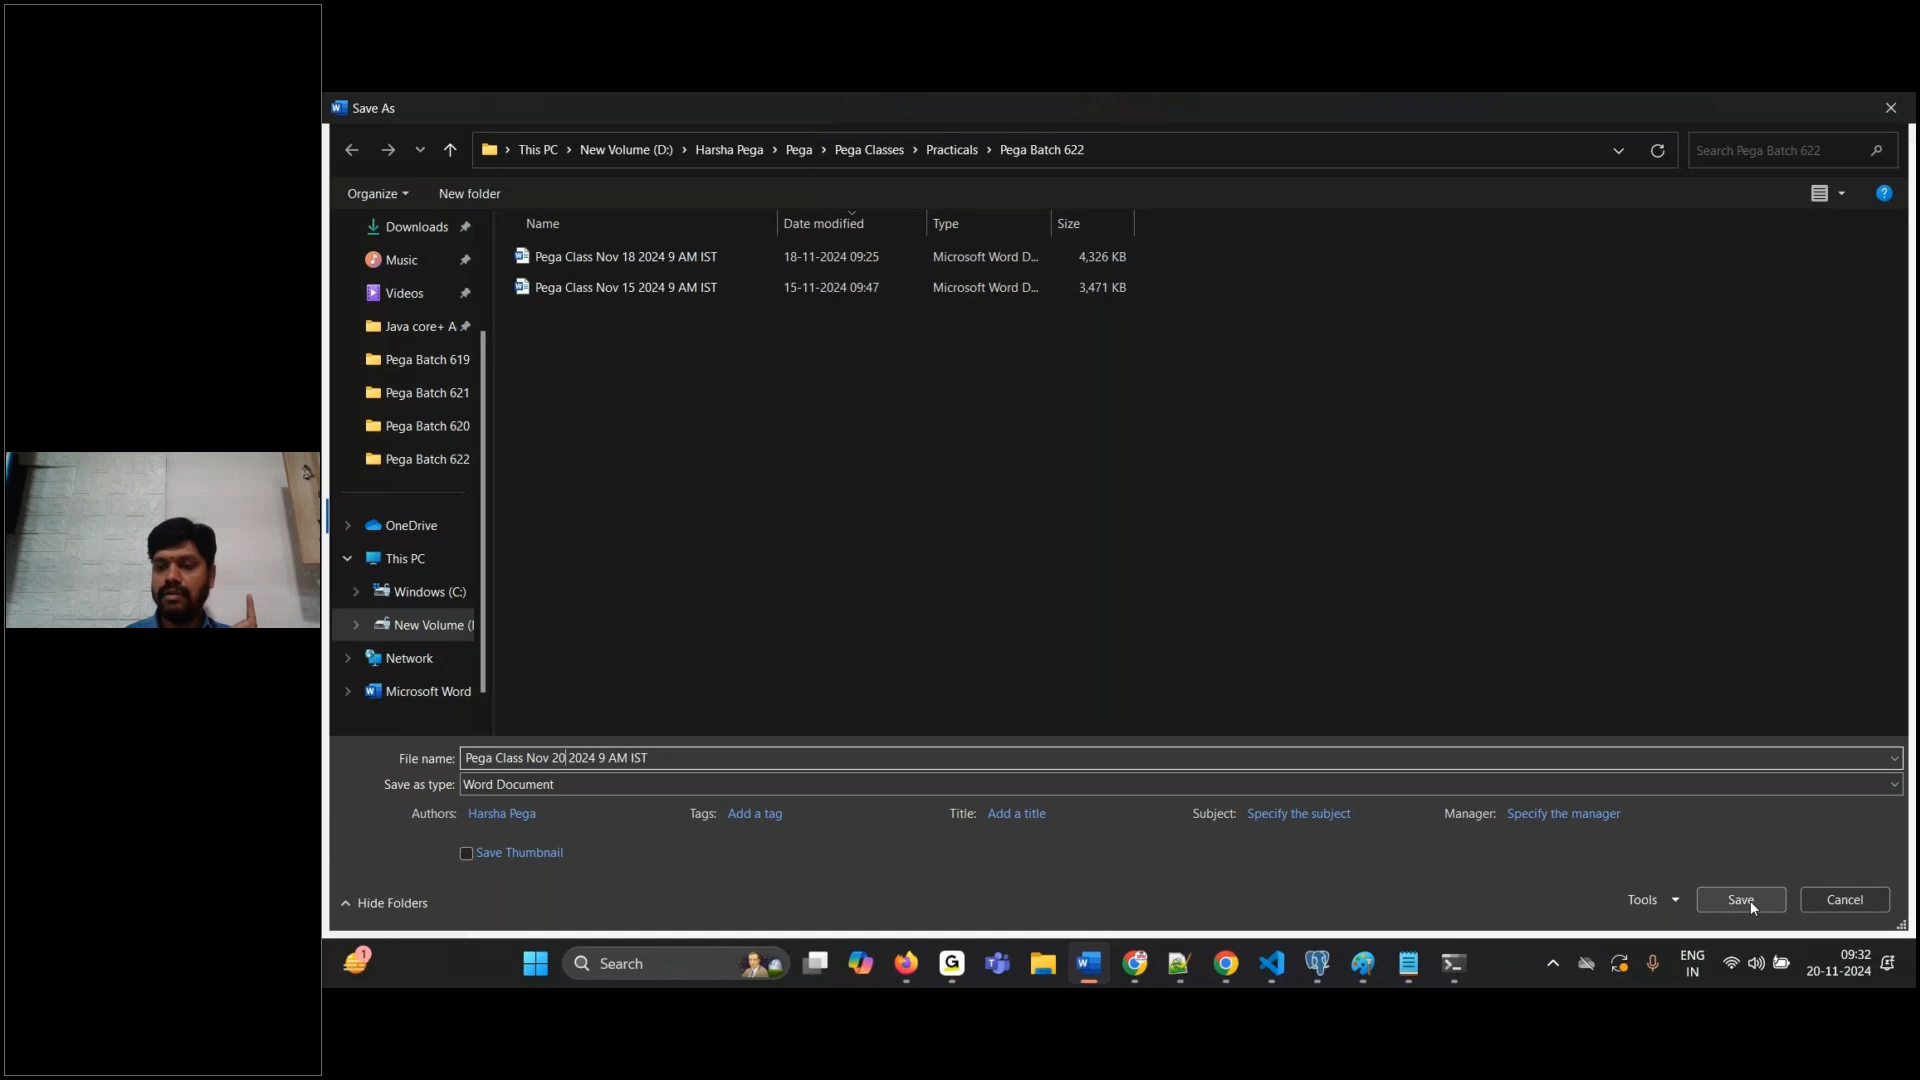 Save As
This PC > New Volume (D:) > Harsha Pega > Pega > Pega Classes > Practicals > Pega Batch 622
Search Pega Batch 622
Organize
New folder
Name
Date modified
Type
Size
Pega Class Nov 18 2024 9 AM IST 18-11-2024 09:25 Microsoft Word D... 4,326 KB
Pega Class Nov 15 2024 9 AM IST 15-11-2024 09:47 Microsoft Word D... 3,471 KB
Downloads
Music
Videos
Java core+ A
Pega Batch 619
Pega Batch 621
Pega Batch 620
Pega Batch 622
OneDrive
This PC
Windows (C:)
New Volume (
Network
Microsoft Word
File name: Pega Class Nov 20 2024 9 AM IST
Save as type: Word Document
Authors: Harsha Pega Tags: Add a tag Title: Add a title Subject: Specify the subject Manager: Specify the manager
Save Thumbnail
Hide Folders
Tools
Save
Cancel
1
Search
ENG
IN
09:32
20-11-2024